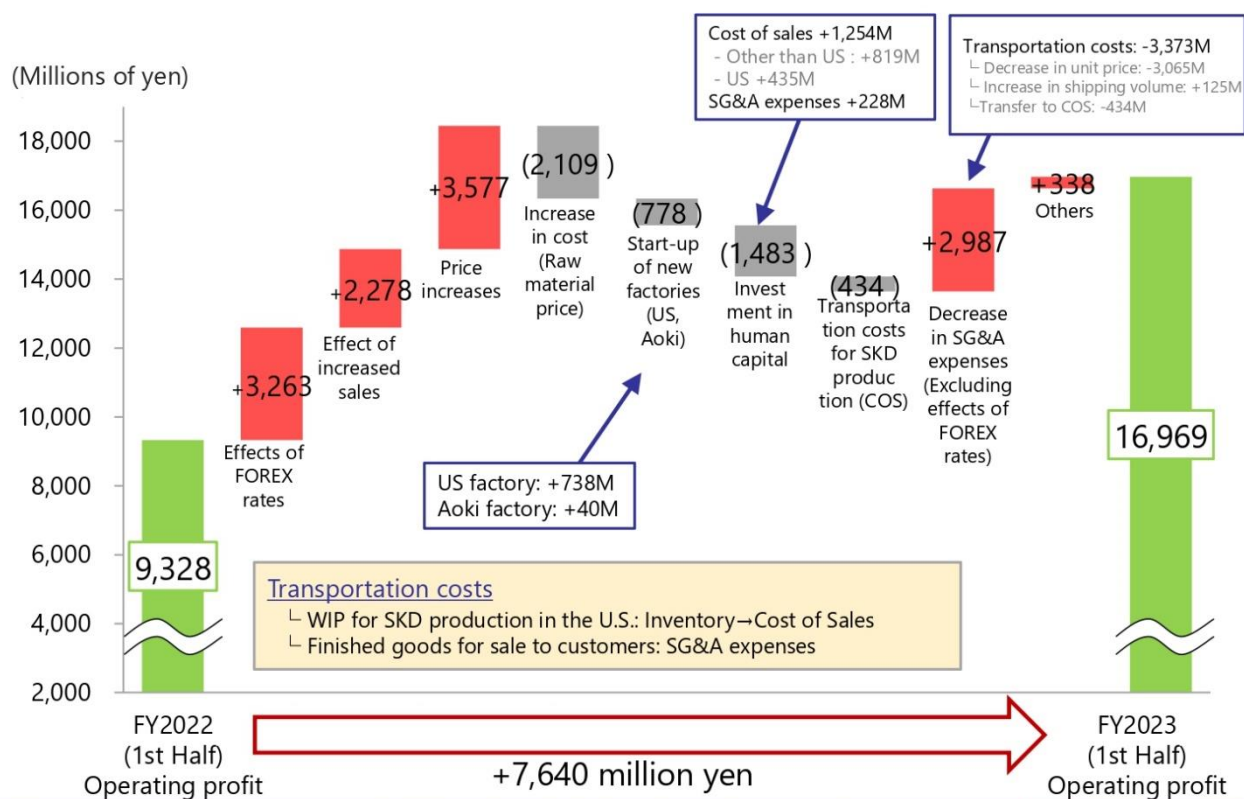 (Millions of yen)
18,000
16,000
14,000
12,000
10,000
8,000
6,000
4,000
2,000
9,328
FY2022
(1st Half)
Operating profit
+3,263
Effects of
FOREX
rates
+2,278
Effect of
increased
sales
+3,577
Price
increases
(2,109 )
Increase
in cost
(Raw
material
price)
(778)
Start-up
of new
factories
(US,
Aoki)
US factory: +738M
Aoki factory: +40M
Cost of sales +1,254M
- Other than US : +819M
- US +435M
SG&A expenses +228M
(1,483 )
Invest
ment in
human
capital
(434 )
Transporta
tion costs
for SKD
produc
tion (COS)
Transportation costs: -3,373M
└ Decrease in unit price: -3,065M
└ Increase in shipping volume: +125M
└Transfer to COS: -434M
+2,987
Decrease
in SG&A
expenses
(Excluding
effects of
FOREX
rates)
+338
Others
16,969
FY2023
(1st Half)
Operating profit
Transportation costs
└ WIP for SKD production in the U.S.: Inventory→Cost of Sales
└ Finished goods for sale to customers: SG&A expenses
+7,640 million yen